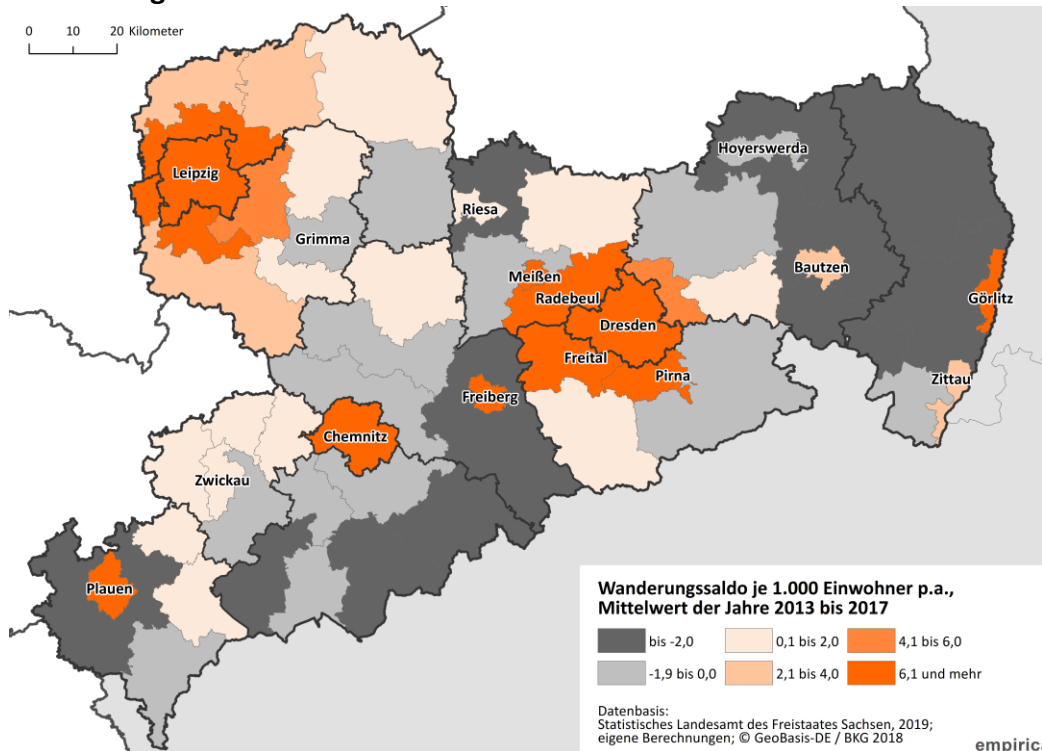 0 10 20 Kilometer
Leipzig
Hoyerswerda
Riesa
Grimma
Meißen
Bautzen
Radebeul
Görlitz
Dresden
Freital
Pirna
Zittau
Freiberg
Chemnitz
Zwickau
Plauen
Wanderungssaldo je 1.000 Einwohner p.a.,
Mittelwert der Jahre 2013 bis 2017
bis -2,0 0,1 bis 2,0 4,1 bis 6,0
-1,9 bis 0,0 2,1 bis 4,0 6,1 und mehr
Datenbasis:
Statistisches Landesamt des Freistaates Sachsen, 2019;
eigene Berechnungen; © GeoBasis-DE / BKG 2018
empirica